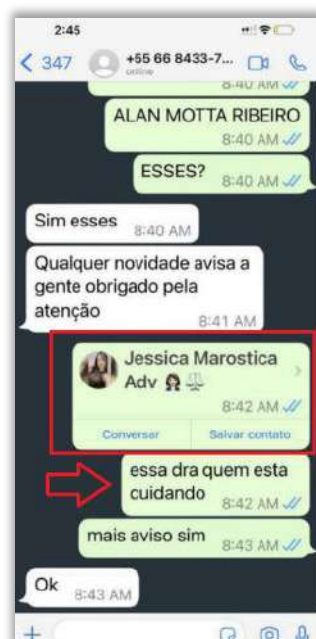 2:45
347
+55 66 8433-7...
online
8:40 AM
ALAN MOTTA RIBEIRO
8:40 AM
ESSES?
8:40 AM
Sim esses
8:40 AM
Qualquer novidade avisa a
gente obrigado pela
atenção
8:41 AM
Jessica Marostica
Adv
8:42 AM
Conversar Salvar contato
essa dra quem esta
cuidando
8:42 AM
mais aviso sim
8:43 AM
Ok
8:43 AM